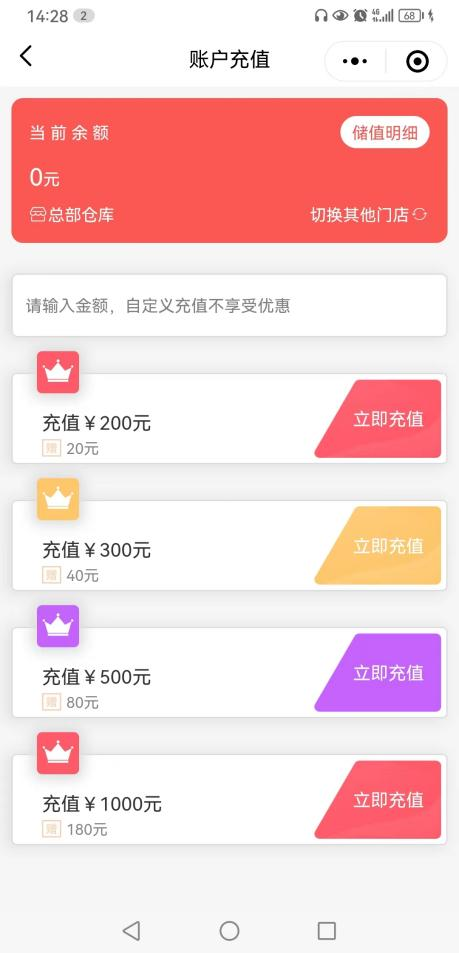 14:28 2
4G 68
账户充值
当前余额
储值明细
0元
总部仓库
切换其他门店
请输入金额，自定义充值不享受优惠
充值￥200元
立即充值
赠 20元
充值￥300元
立即充值
赠 40元
充值￥500元
立即充值
赠 80元
充值￥1000元
立即充值
赠 180元